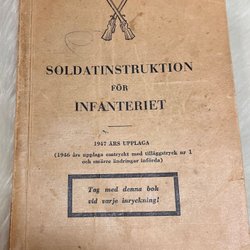 SOLDATINSTRUKTION
FÖR
INFANTERIET
1947 ÅRS UPPLAGA
(1946 års upplaga omtryckt med tilläggstryck nr 1
och smärre ändringar införda)
Tag med denna bok
vid varje inryckning!